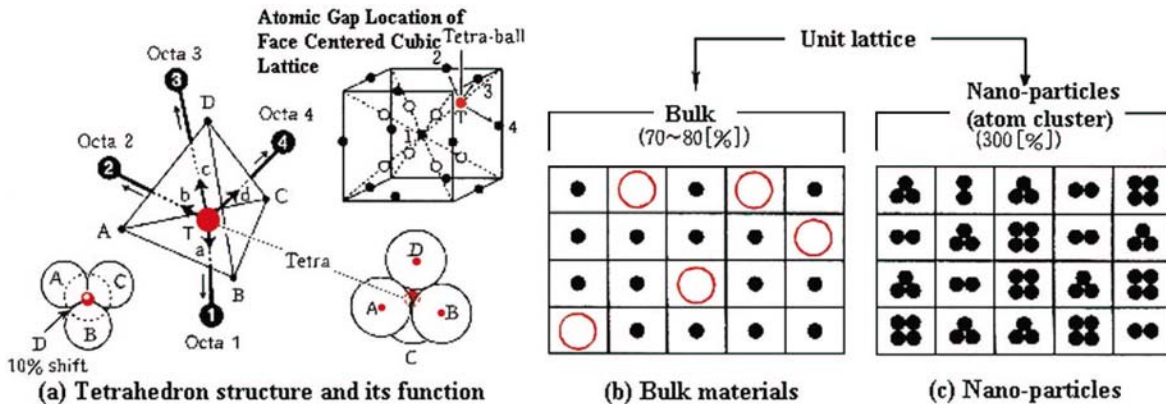 Atomic Gap Location of
Face Centered Cubic
Lattice
Tetra-ball
Octa 3
3
D
Octa 4
4
Octa 2
2
c
b
d
C
A
T
a
B
1
Octa 1
Tetra
2
3
T
4
1
A
C
B
D
10% shift
D
A
B
C
(a) Tetrahedron structure and its function
Unit lattice
Bulk
(70~80[%])
Nano-particles
(atom cluster)
(300[%])
(b) Bulk materials
(c) Nano-particles